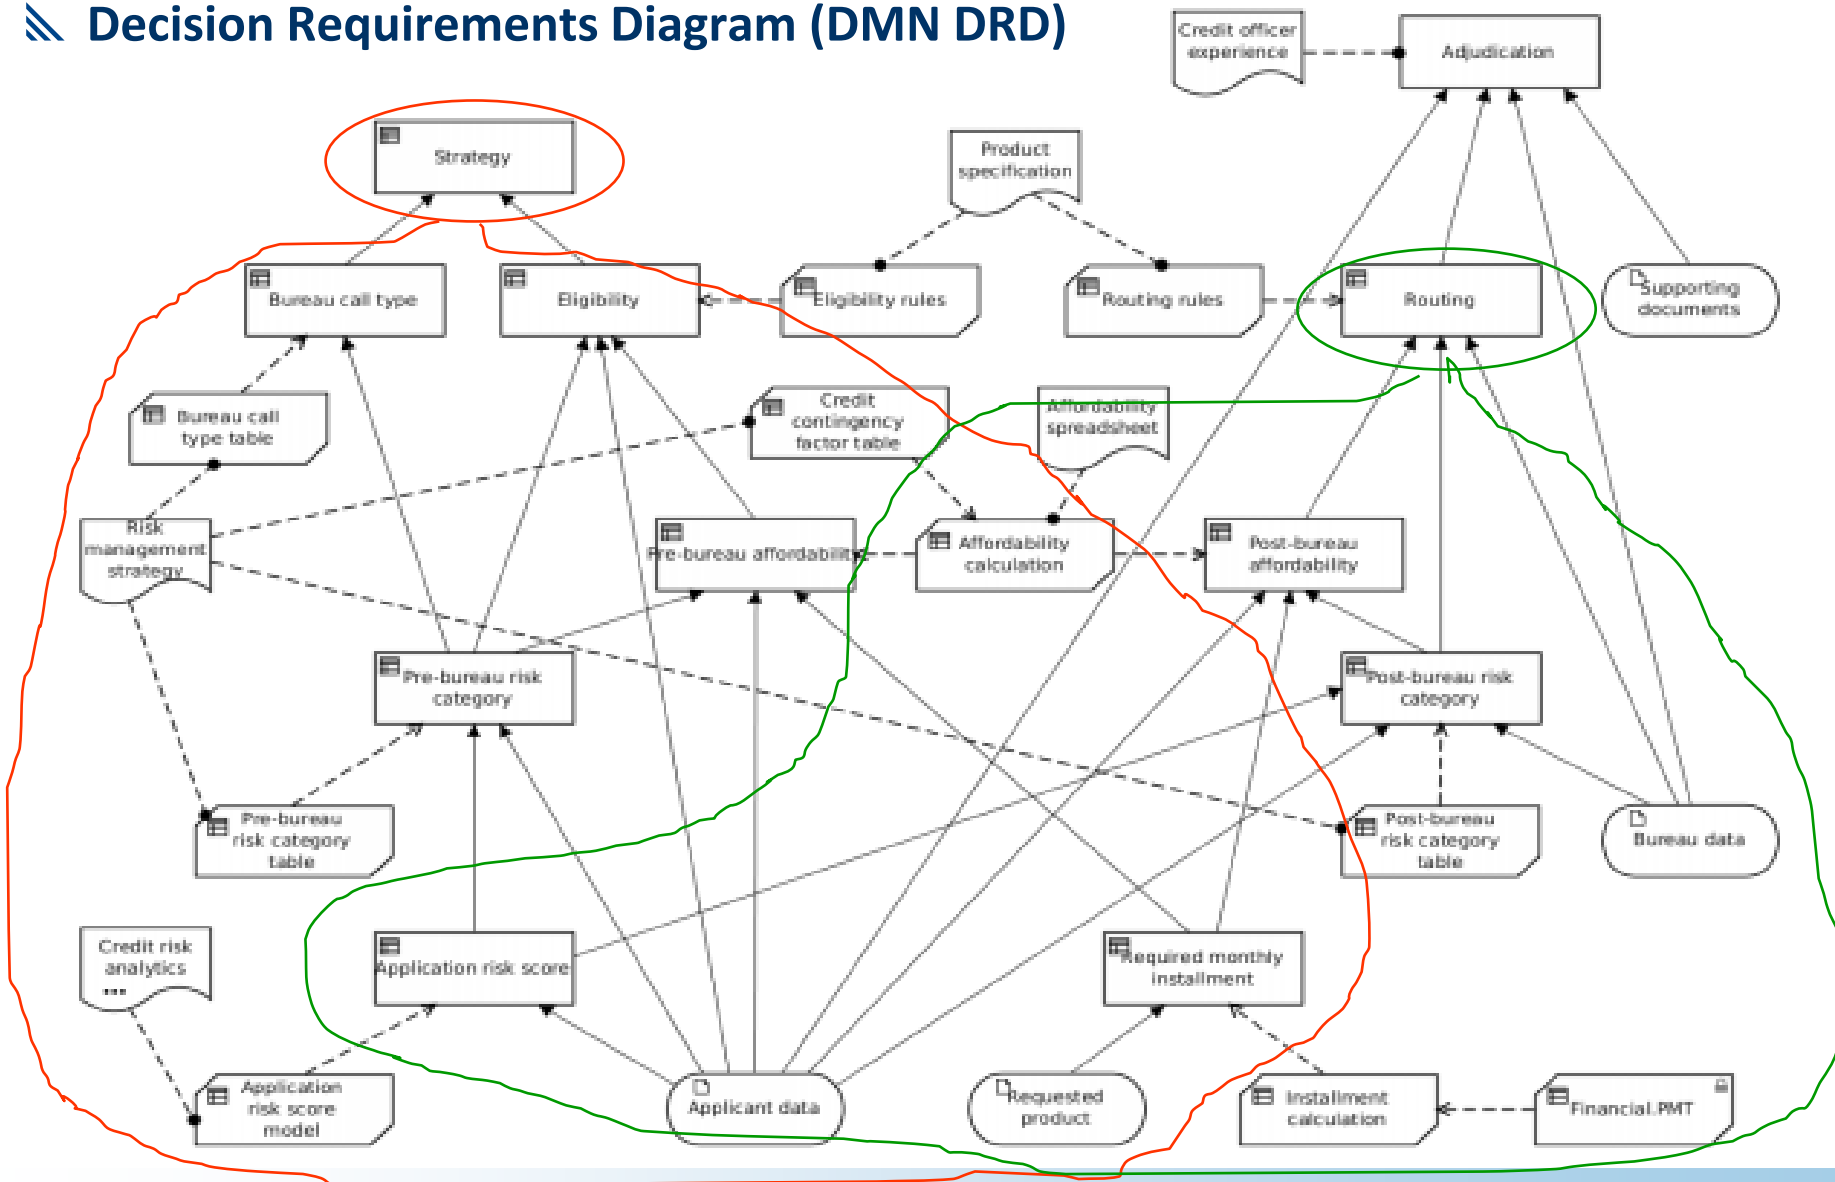 Decision Requirements Diagram (DMN DRD)
Credit officer
experience
Adjudication
Strategy
Product
specification
Bureau call type
Eligibility
Eligibility rules
Routing rules
Routing
Supporting
documents
Bureau call
type table
Credit
contingency
factor table
Affordability
spreadsheet
Risk
management
strategy
Pre-bureau affordability
Affordability
calculation
Post-bureau
affordability
Pre-bureau risk
category
Post-bureau risk
category
Pre-bureau
risk category
table
Post-bureau
risk category
table
Bureau data
Credit risk
analytics
...
Application risk score
Required monthly
installment
Application
risk score
model
Applicant data
Requested
product
Installment
calculation
Financial.PMT